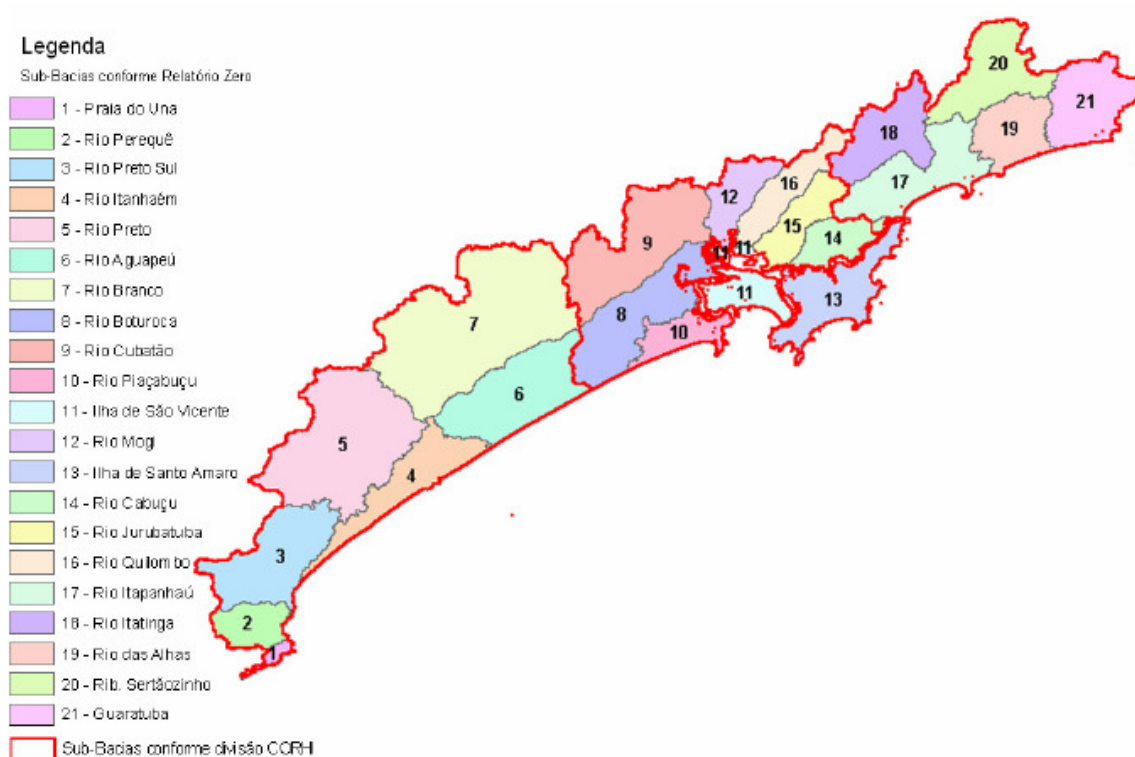 Legenda
Sub-Bacias conforme Relatório Zero
1 - Praia do Una
2 - Rio Perequê
3 - Rio Preto Sul
4 - Rio Itanhaém
5 - Rio Preto
6 - Rio Aguapeú
7 - Rio Branco
8 - Rio Boturoca
9 - Rio Cubatão
10 - Rio Piaçabuçu
11 - Ilha de São Vicente
12 - Rio Mogi
13 - Ilha de Santo Amaro
14 - Rio Cabuçu
15 - Rio Jurubatuba
16 - Rio Quilombo
17 - Rio Itapanhaú
18 - Rio Itatinga
19 - Rio das Alhas
20 - Rib. Sertãozinho
21 - Guaratuba
Sub-Bacias conforme divisão CORHI
20
21
18
19
16
17
12
15
11
11
14
9
11
13
8
10
7
6
5
4
3
2
1